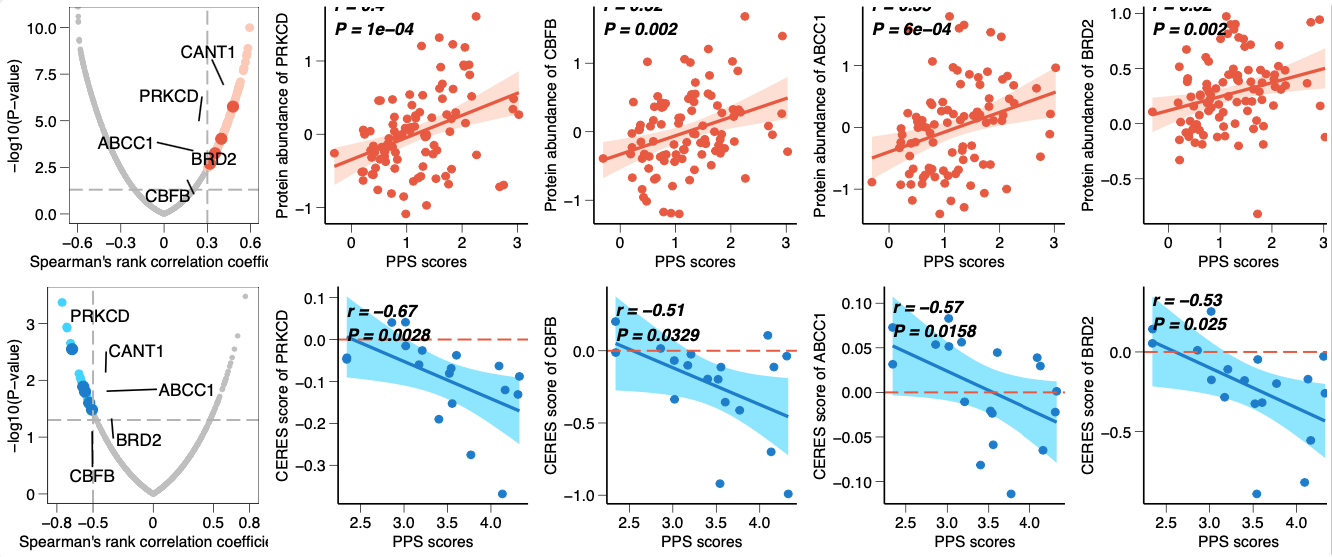 10.0
7.5
5.0
2.5
0.0
−log10(P−value)
CANT1
PRKCD
ABCC1
BRD2
CBFB
−0.6 −0.3 0 0.3 0.6
Spearman's rank correlation coeffic
P = 1e−04
Protein abundance of PRKCD
1
0
−1
0 1 2 3
PPS scores
P = 0.002
Protein abundance of CBFB
1
0
−1
0 1 2 3
PPS scores
P = 6e−04
Protein abundance of ABCC1
1
0
−1
0 1 2 3
PPS scores
P = 0.002
Protein abundance of BRD2
1.0
0.5
0.0
−0.5
0 1 2 3
PPS scores
3
2
1
0
−log10(P−value)
PRKCD
CANT1
ABCC1
BRD2
CBFB
−0.8 −0.5 0 0.5 0.8
Spearman's rank correlation coeffici
r = −0.67
P = 0.0028
CERES score of PRKCD
0.1
0.0
−0.1
−0.2
−0.3
2.5 3.0 3.5 4.0
PPS scores
r = −0.51
P = 0.0329
CERES score of CBFB
0.0
−0.5
−1.0
2.5 3.0 3.5 4.0
PPS scores
r = −0.57
P = 0.0158
CERES score of ABCC1
0.10
0.05
0.00
−0.05
−0.10
2.5 3.0 3.5 4.0
PPS scores
r = −0.53
P = 0.025
CERES score of BRD2
0.0
−0.5
2.5 3.0 3.5 4.0
PPS scores